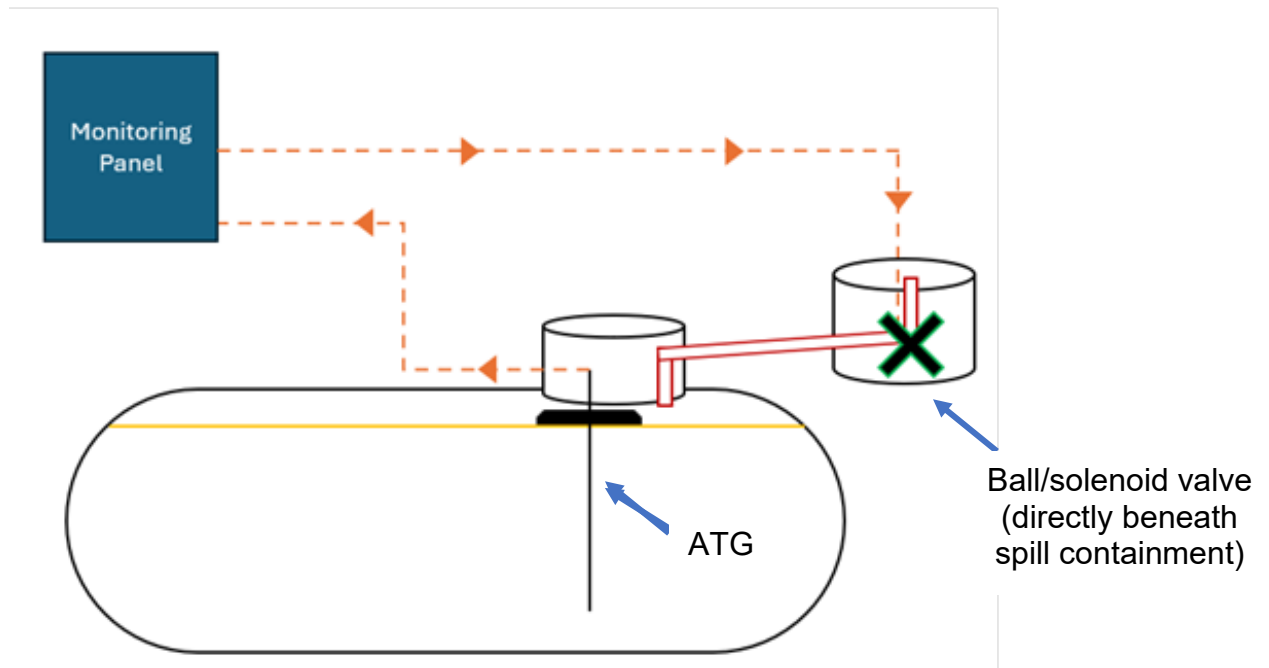 Monitoring
Panel
Ball/solenoid valve
(directly beneath
spill containment)
ATG